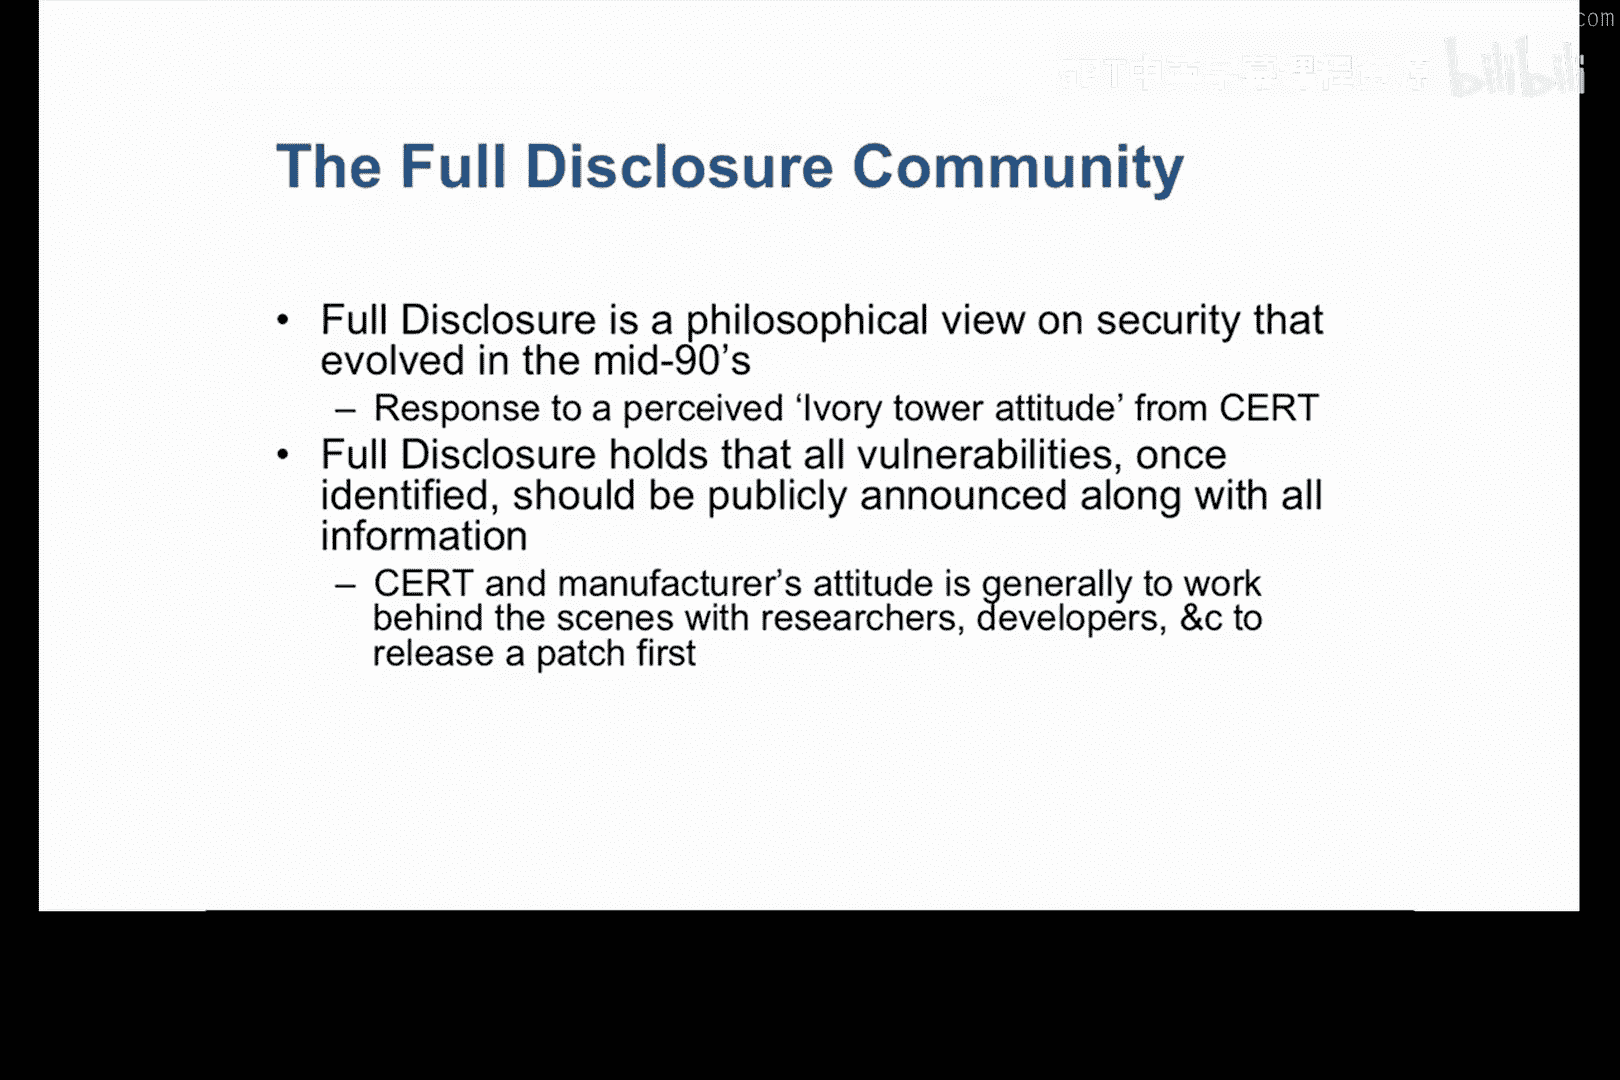 com
bilibili
The Full Disclosure Community
• Full Disclosure is a philosophical view on security that
evolved in the mid-90's
– Response to a perceived ‘Ivory tower attitude’ from CERT
• Full Disclosure holds that all vulnerabilities, once
identified, should be publicly announced along with all
information
– CERT and manufacturer’s attitude is generally to work
behind the scenes with researchers, developers, &c to
release a patch first